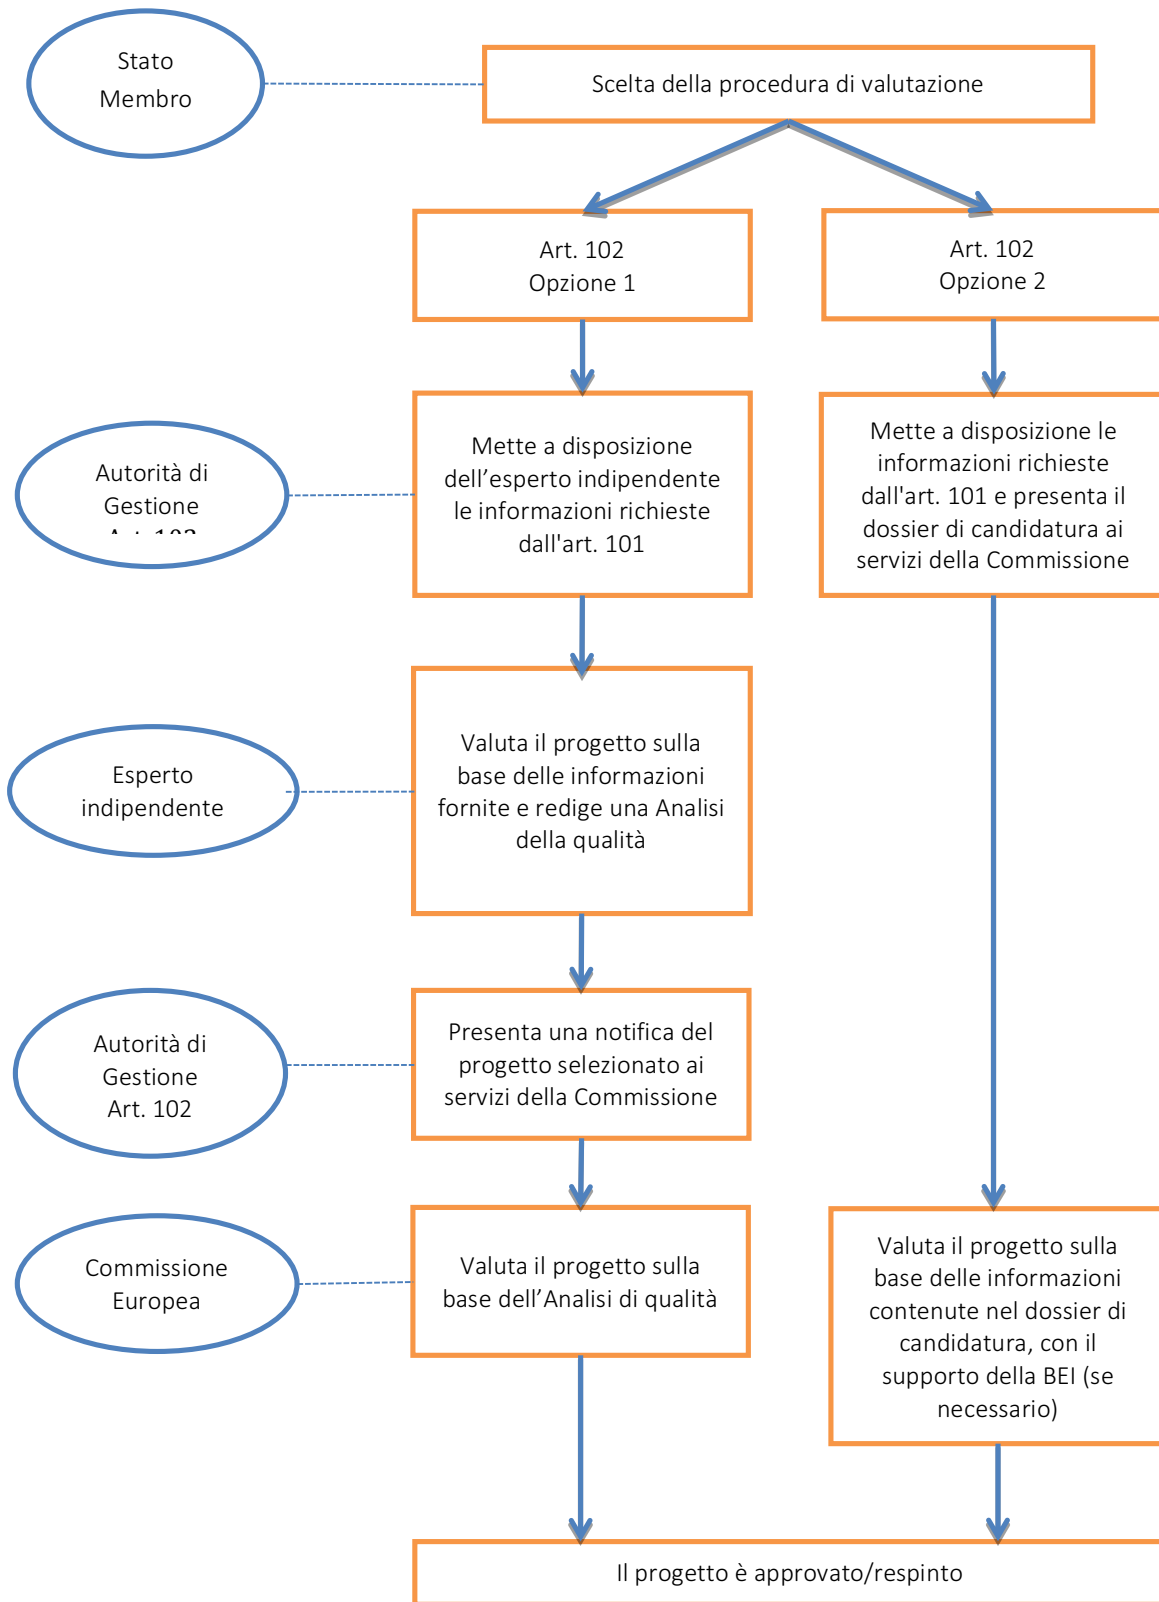 Stato
Membro
Scelta della procedura di valutazione
Art. 102
Opzione 1
Art. 102
Opzione 2
Autorità di
Gestione
Mette a disposizione
dell’esperto indipendente
le informazioni richieste
dall'art. 101
Mette a disposizione le
informazioni richieste
dall'art. 101 e presenta il
dossier di candidatura ai
servizi della Commissione
Esperto
indipendente
Valuta il progetto sulla
base delle informazioni
fornite e redige una Analisi
della qualità
Autorità di
Gestione
Art. 102
Presenta una notifica del
progetto selezionato ai
servizi della Commissione
Commissione
Europea
Valuta il progetto sulla
base dell’Analisi di qualità
Valuta il progetto sulla
base delle informazioni
contenute nel dossier di
candidatura, con il
supporto della BEI (se
necessario)
Il progetto è approvato/respinto